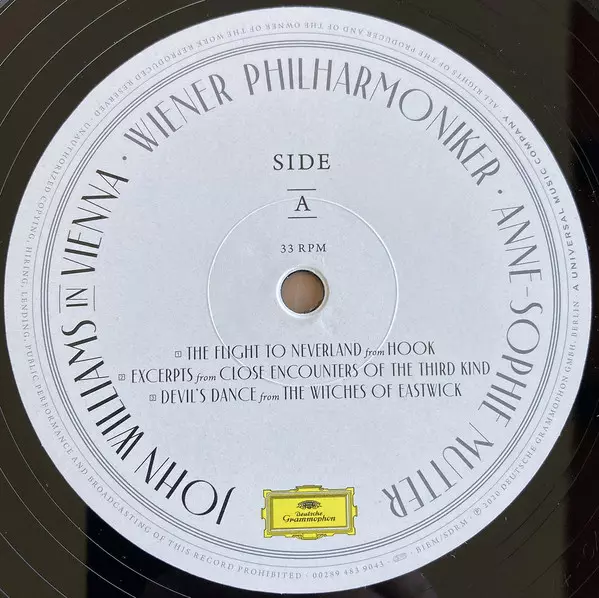 JOHN WILLIAMS IN VIENNA · WIENER PHILHARMONIKER · ANNE-SOPHIE MUTTER
SIDE
A
33 RPM
1 THE FLIGHT TO NEVERLAND from HOOK
2 EXCERPTS from CLOSE ENCOUNTERS OF THE THIRD KIND
3 DEVIL'S DANCE from THE WITCHES OF EASTWICK
Deutsche
Grammophon
ALL RIGHTS OF THE PRODUCER AND OF THE OWNER OF THE WORK REPRODUCED RESERVED · UNAUTHORIZED COPYING, HIRING, LENDING, PUBLIC PERFORMANCE AND BROADCASTING OF THIS RECORD PROHIBITED · 00289 483 9045 · BIEM/SDRM · ℗ 2020 DEUTSCHE GRAMMOPHON GMBH, BERLIN · A UNIVERSAL MUSIC COMPANY